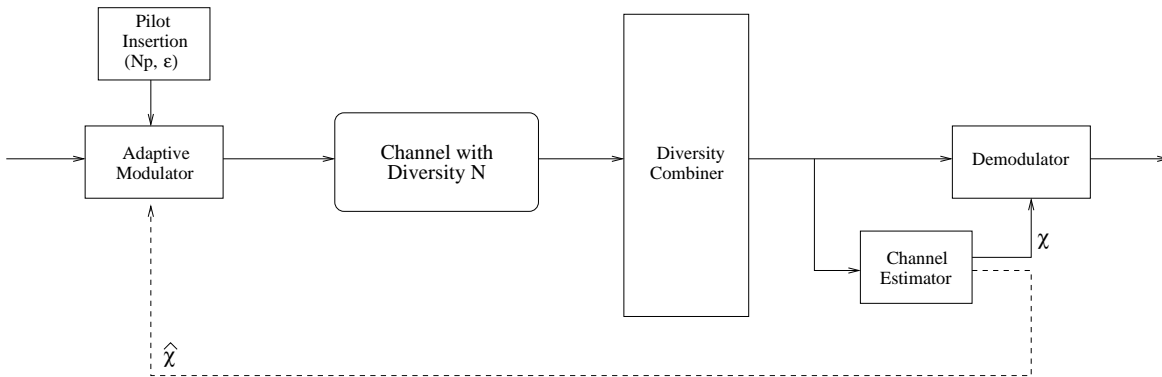 Pilot
Insertion
(Np, ε)
Adaptive
Modulator
Channel with
Diversity N
Diversity
Combiner
Demodulator
χ
Channel
Estimator
χ̂